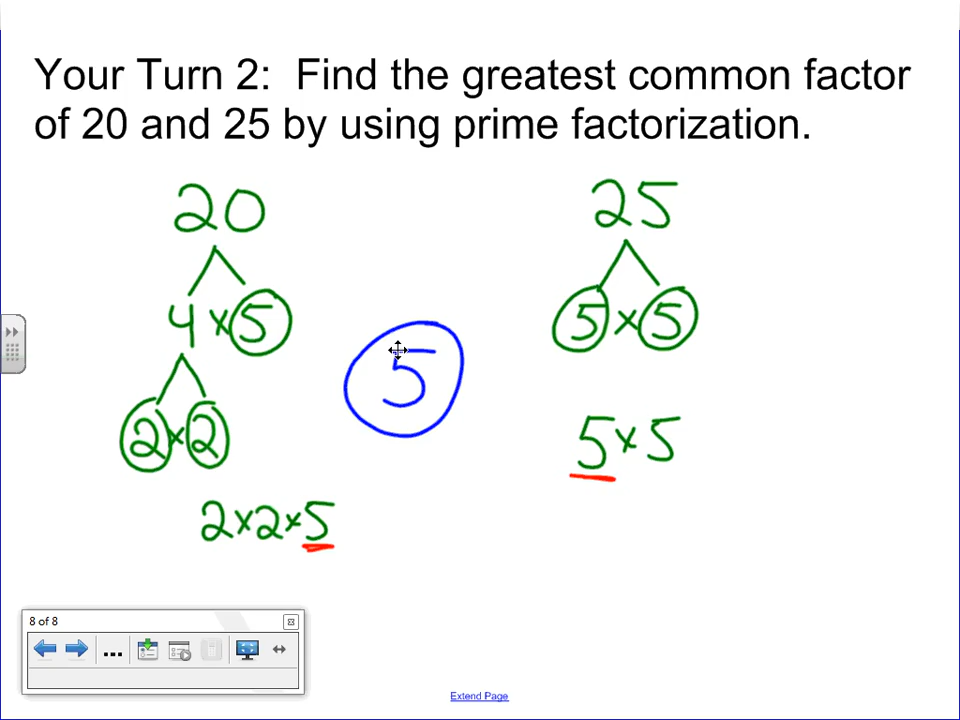 Your Turn 2: Find the greatest common factor
of 20 and 25 by using prime factorization.
20
4 × 5
2 × 2
2 × 2 × 5
5
25
5 × 5
5 × 5
8 of 8
...
Extend Page